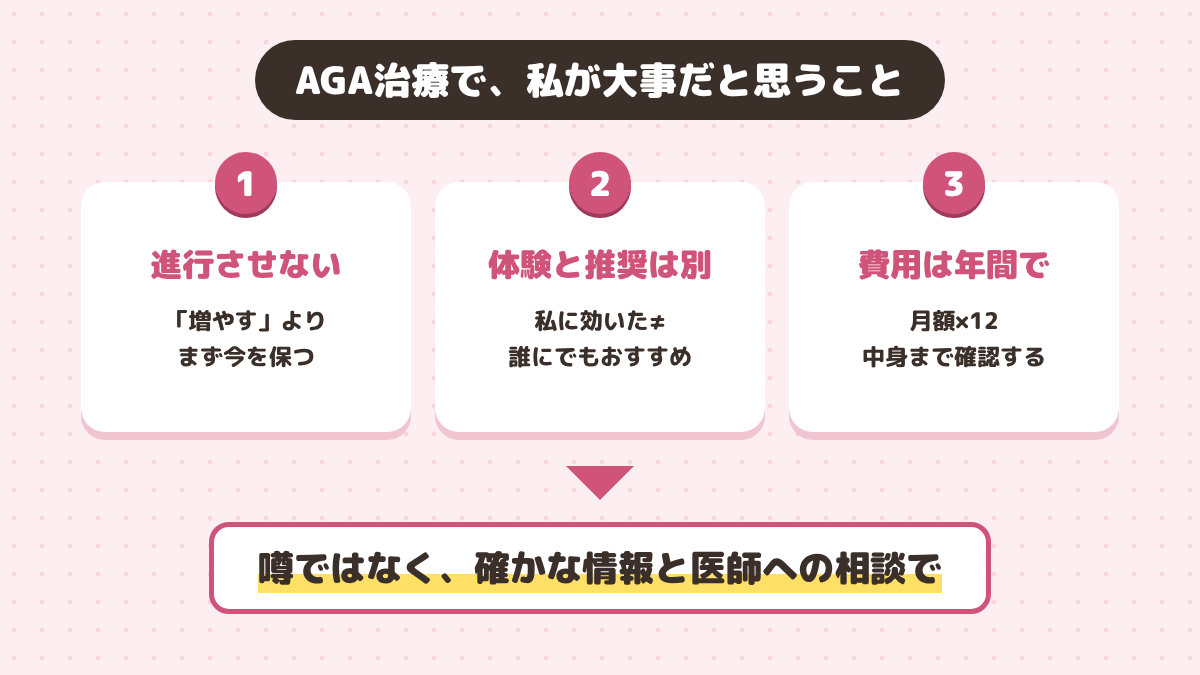 AGA治療で、私が大事だと思うこと
1
進行させない
「増やす」より
まず今を保つ
2
体験と推奨は別
私に効いた≠
誰にでもおすすめ
3
費用は年間で
月額×12
中身まで確認する
噂ではなく、確かな情報と医師への相談で